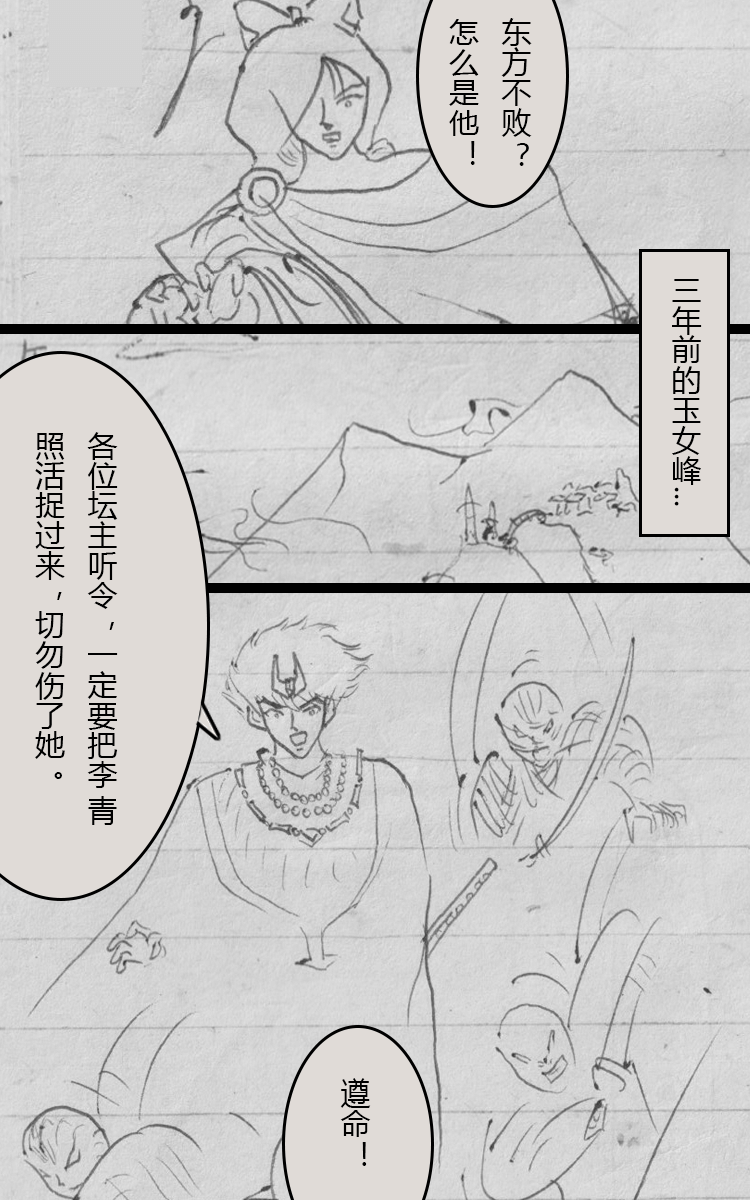 东方不败？
怎么是他！
三年前的玉女峰…
各位坛主听令，一定要把李青
照活捉过来，切勿伤了她。
遵命！